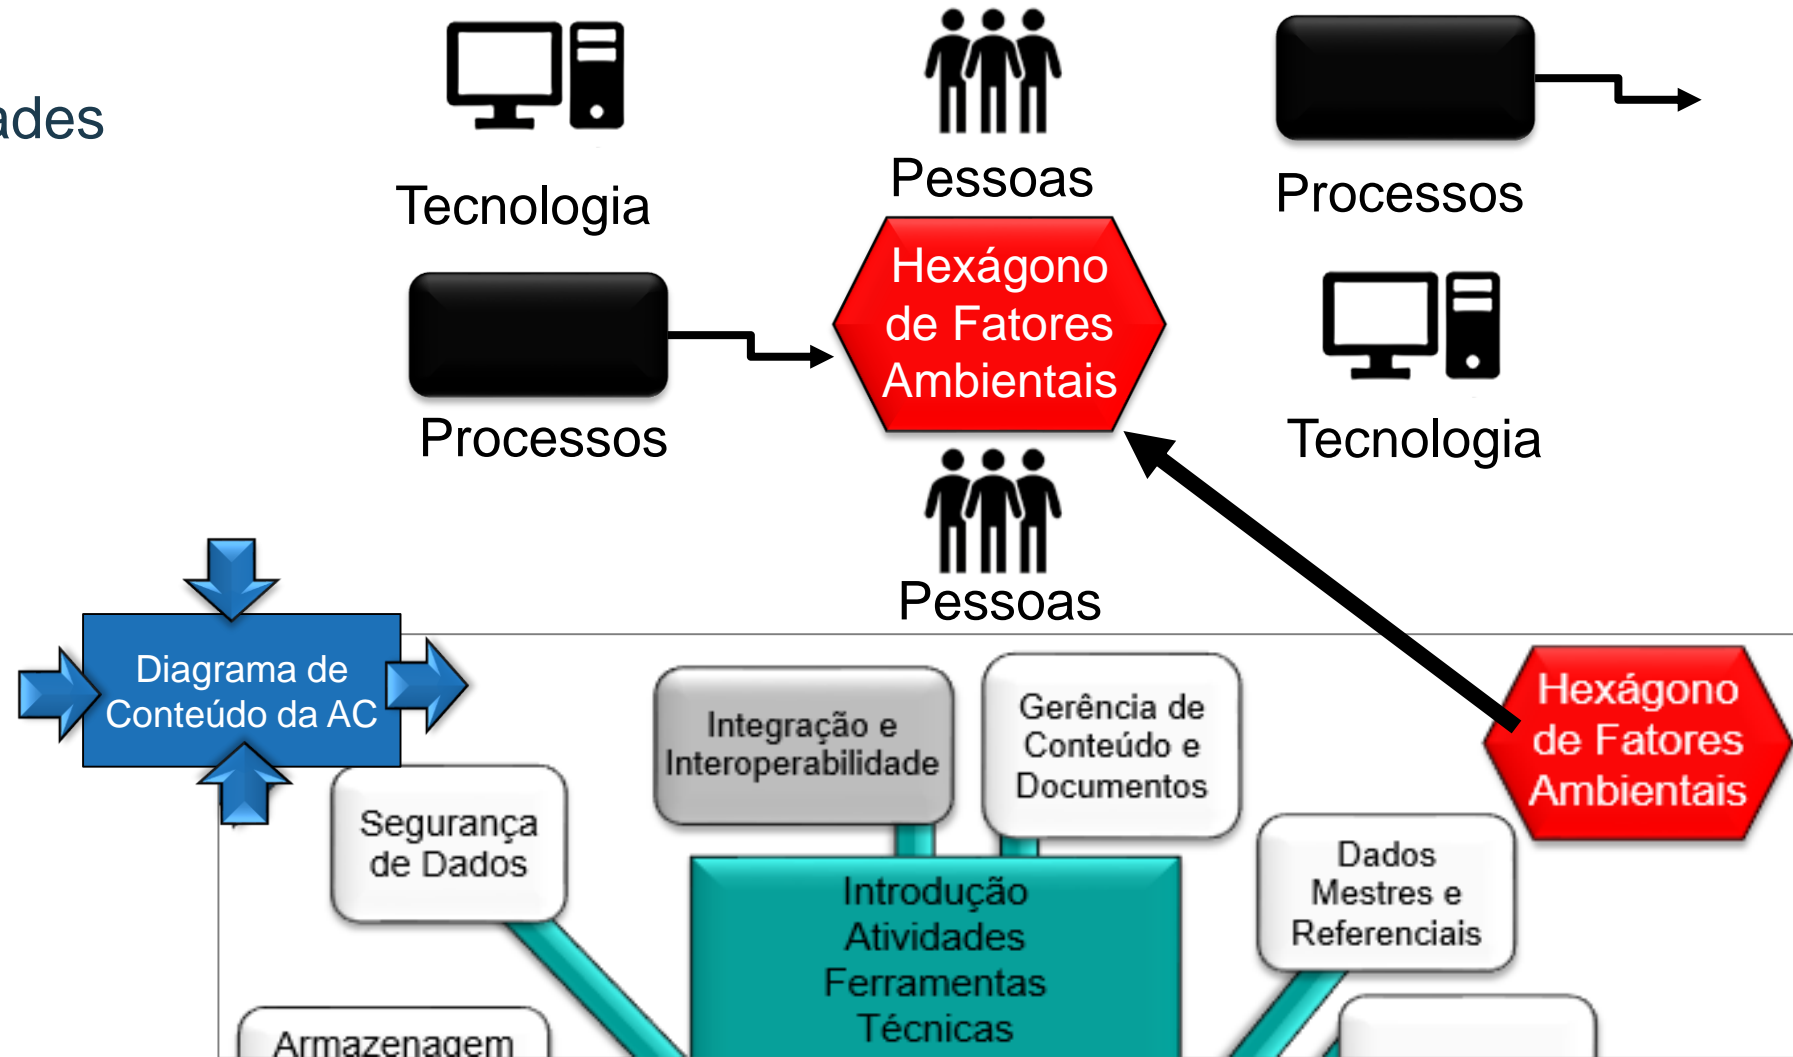 ades
Tecnologia
Pessoas
Processos
Hexágono
de Fatores
Ambientais
Processos
Tecnologia
Pessoas
Diagrama de
Conteúdo da AC
Integração e
Interoperabilidade
Gerência de
Conteúdo e
Documentos
Hexágono
de Fatores
Ambientais
Segurança
de Dados
Dados
Mestres e
Referenciais
Introdução
Atividades
Ferramentas
Técnicas
Armazenagem